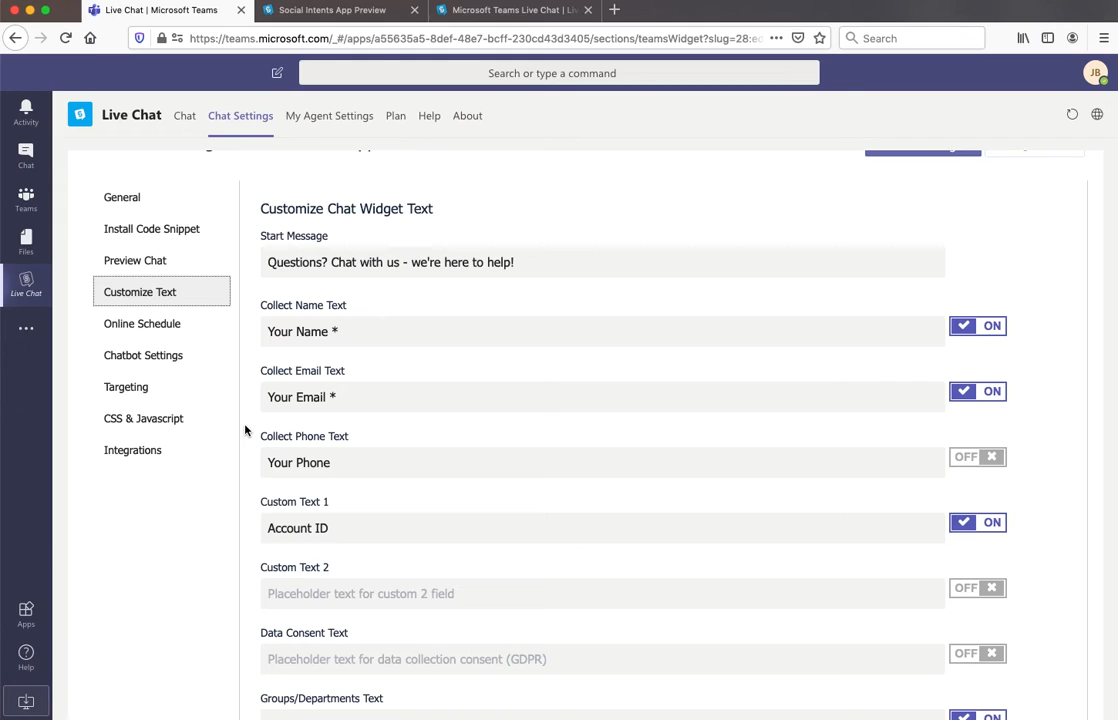 Live Chat | Microsoft Teams
Social Intents App Preview
Microsoft Teams Live Chat | Li
https://teams.microsoft.com/_#/apps/a55635a5-8def-48e7-bcff-230cd43d3405/sections/teamsWidget?slug=28:e
Search
Search or type a command
JB
Activity
Chat
Teams
Files
Live Chat
Apps
Help
Live Chat
Chat
Chat Settings
My Agent Settings
Plan
Help
About
General
Install Code Snippet
Preview Chat
Customize Text
Online Schedule
Chatbot Settings
Targeting
CSS & Javascript
Integrations
Customize Chat Widget Text
Start Message
Questions? Chat with us - we're here to help!
Collect Name Text
Your Name *
ON
Collect Email Text
Your Email *
ON
Collect Phone Text
Your Phone
OFF
Custom Text 1
Account ID
ON
Custom Text 2
Placeholder text for custom 2 field
OFF
Data Consent Text
Placeholder text for data collection consent (GDPR)
OFF
Groups/Departments Text
ON